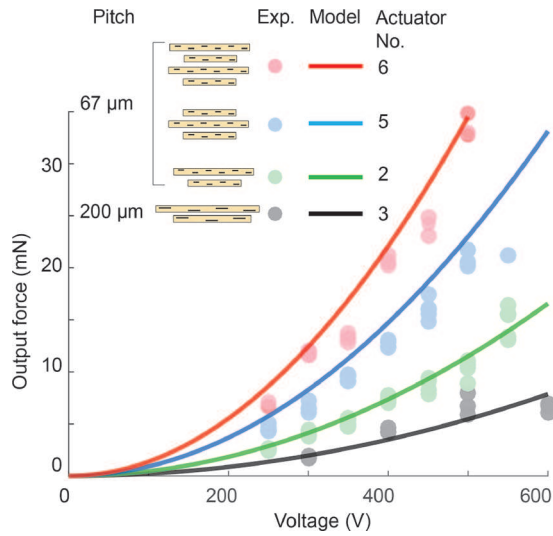 Pitch Exp. Model Actuator No.
6
67 μm
5
2
200 μm
3
Output force (mN)
30
20
10
0
0 200 400 600
Voltage (V)